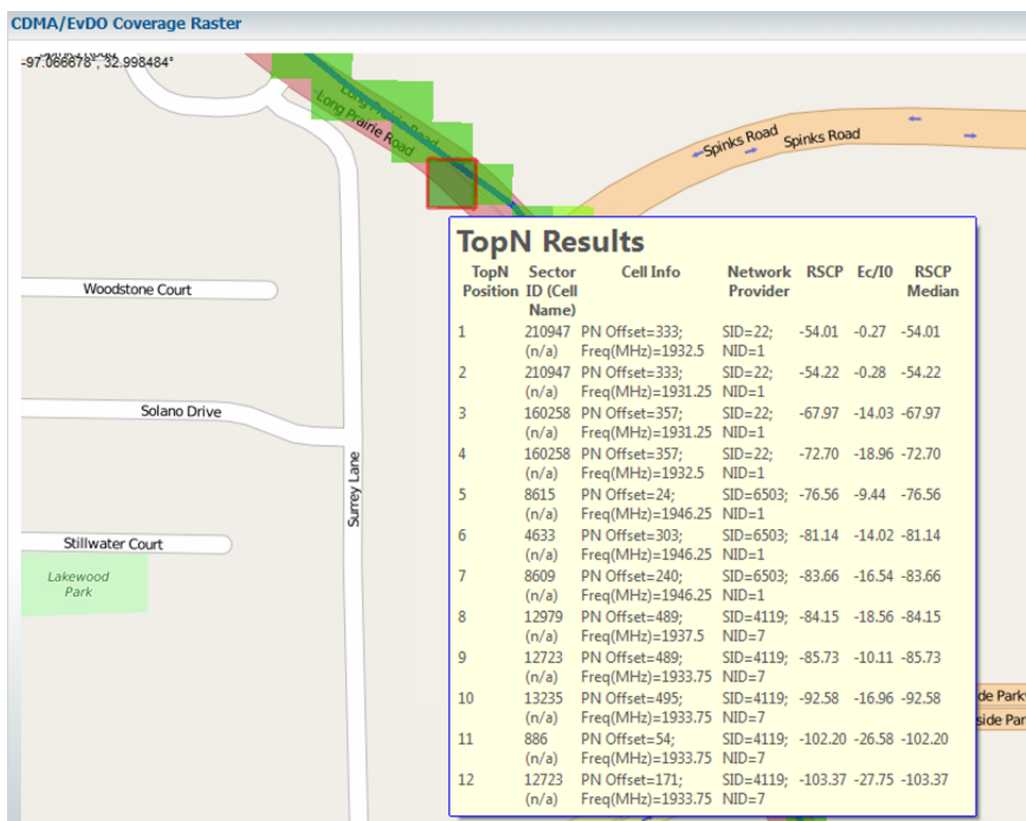 CDMA/EvDO Coverage Raster
-97.066678°, 32.998484°
Long Prairie Road
Long Prairie Road
Spinks Road
Spinks Road
Woodstone Court
Solano Drive
Surrey Lane
Stillwater Court
Lakewood
Park
TopN Results
TopN Sector Cell Info Network RSCP Ec/I0 RSCP
Position ID (Cell Provider Median
Name)
1 210947 PN Offset=333; SID=22; -54.01 -0.27 -54.01
(n/a) Freq(MHz)=1932.5 NID=1
2 210947 PN Offset=333; SID=22; -54.22 -0.28 -54.22
(n/a) Freq(MHz)=1931.25 NID=1
3 160258 PN Offset=357; SID=22; -67.97 -14.03 -67.97
(n/a) Freq(MHz)=1931.25 NID=1
4 160258 PN Offset=357; SID=22; -72.70 -18.96 -72.70
(n/a) Freq(MHz)=1932.5 NID=1
5 8615 PN Offset=24; SID=6503; -76.56 -9.44 -76.56
(n/a) Freq(MHz)=1946.25 NID=1
6 4633 PN Offset=303; SID=6503; -81.14 -14.02 -81.14
(n/a) Freq(MHz)=1946.25 NID=1
7 8609 PN Offset=240; SID=6503; -83.66 -16.54 -83.66
(n/a) Freq(MHz)=1946.25 NID=1
8 12979 PN Offset=489; SID=4119; -84.15 -18.56 -84.15
(n/a) Freq(MHz)=1937.5 NID=7
9 12723 PN Offset=489; SID=4119; -85.73 -10.11 -85.73
(n/a) Freq(MHz)=1933.75 NID=7
10 13235 PN Offset=495; SID=4119; -92.58 -16.96 -92.58
(n/a) Freq(MHz)=1933.75 NID=7
11 886 PN Offset=54; SID=4119; -102.20 -26.58 -102.20
(n/a) Freq(MHz)=1933.75 NID=7
12 12723 PN Offset=171; SID=4119; -103.37 -27.75 -103.37
(n/a) Freq(MHz)=1933.75 NID=7